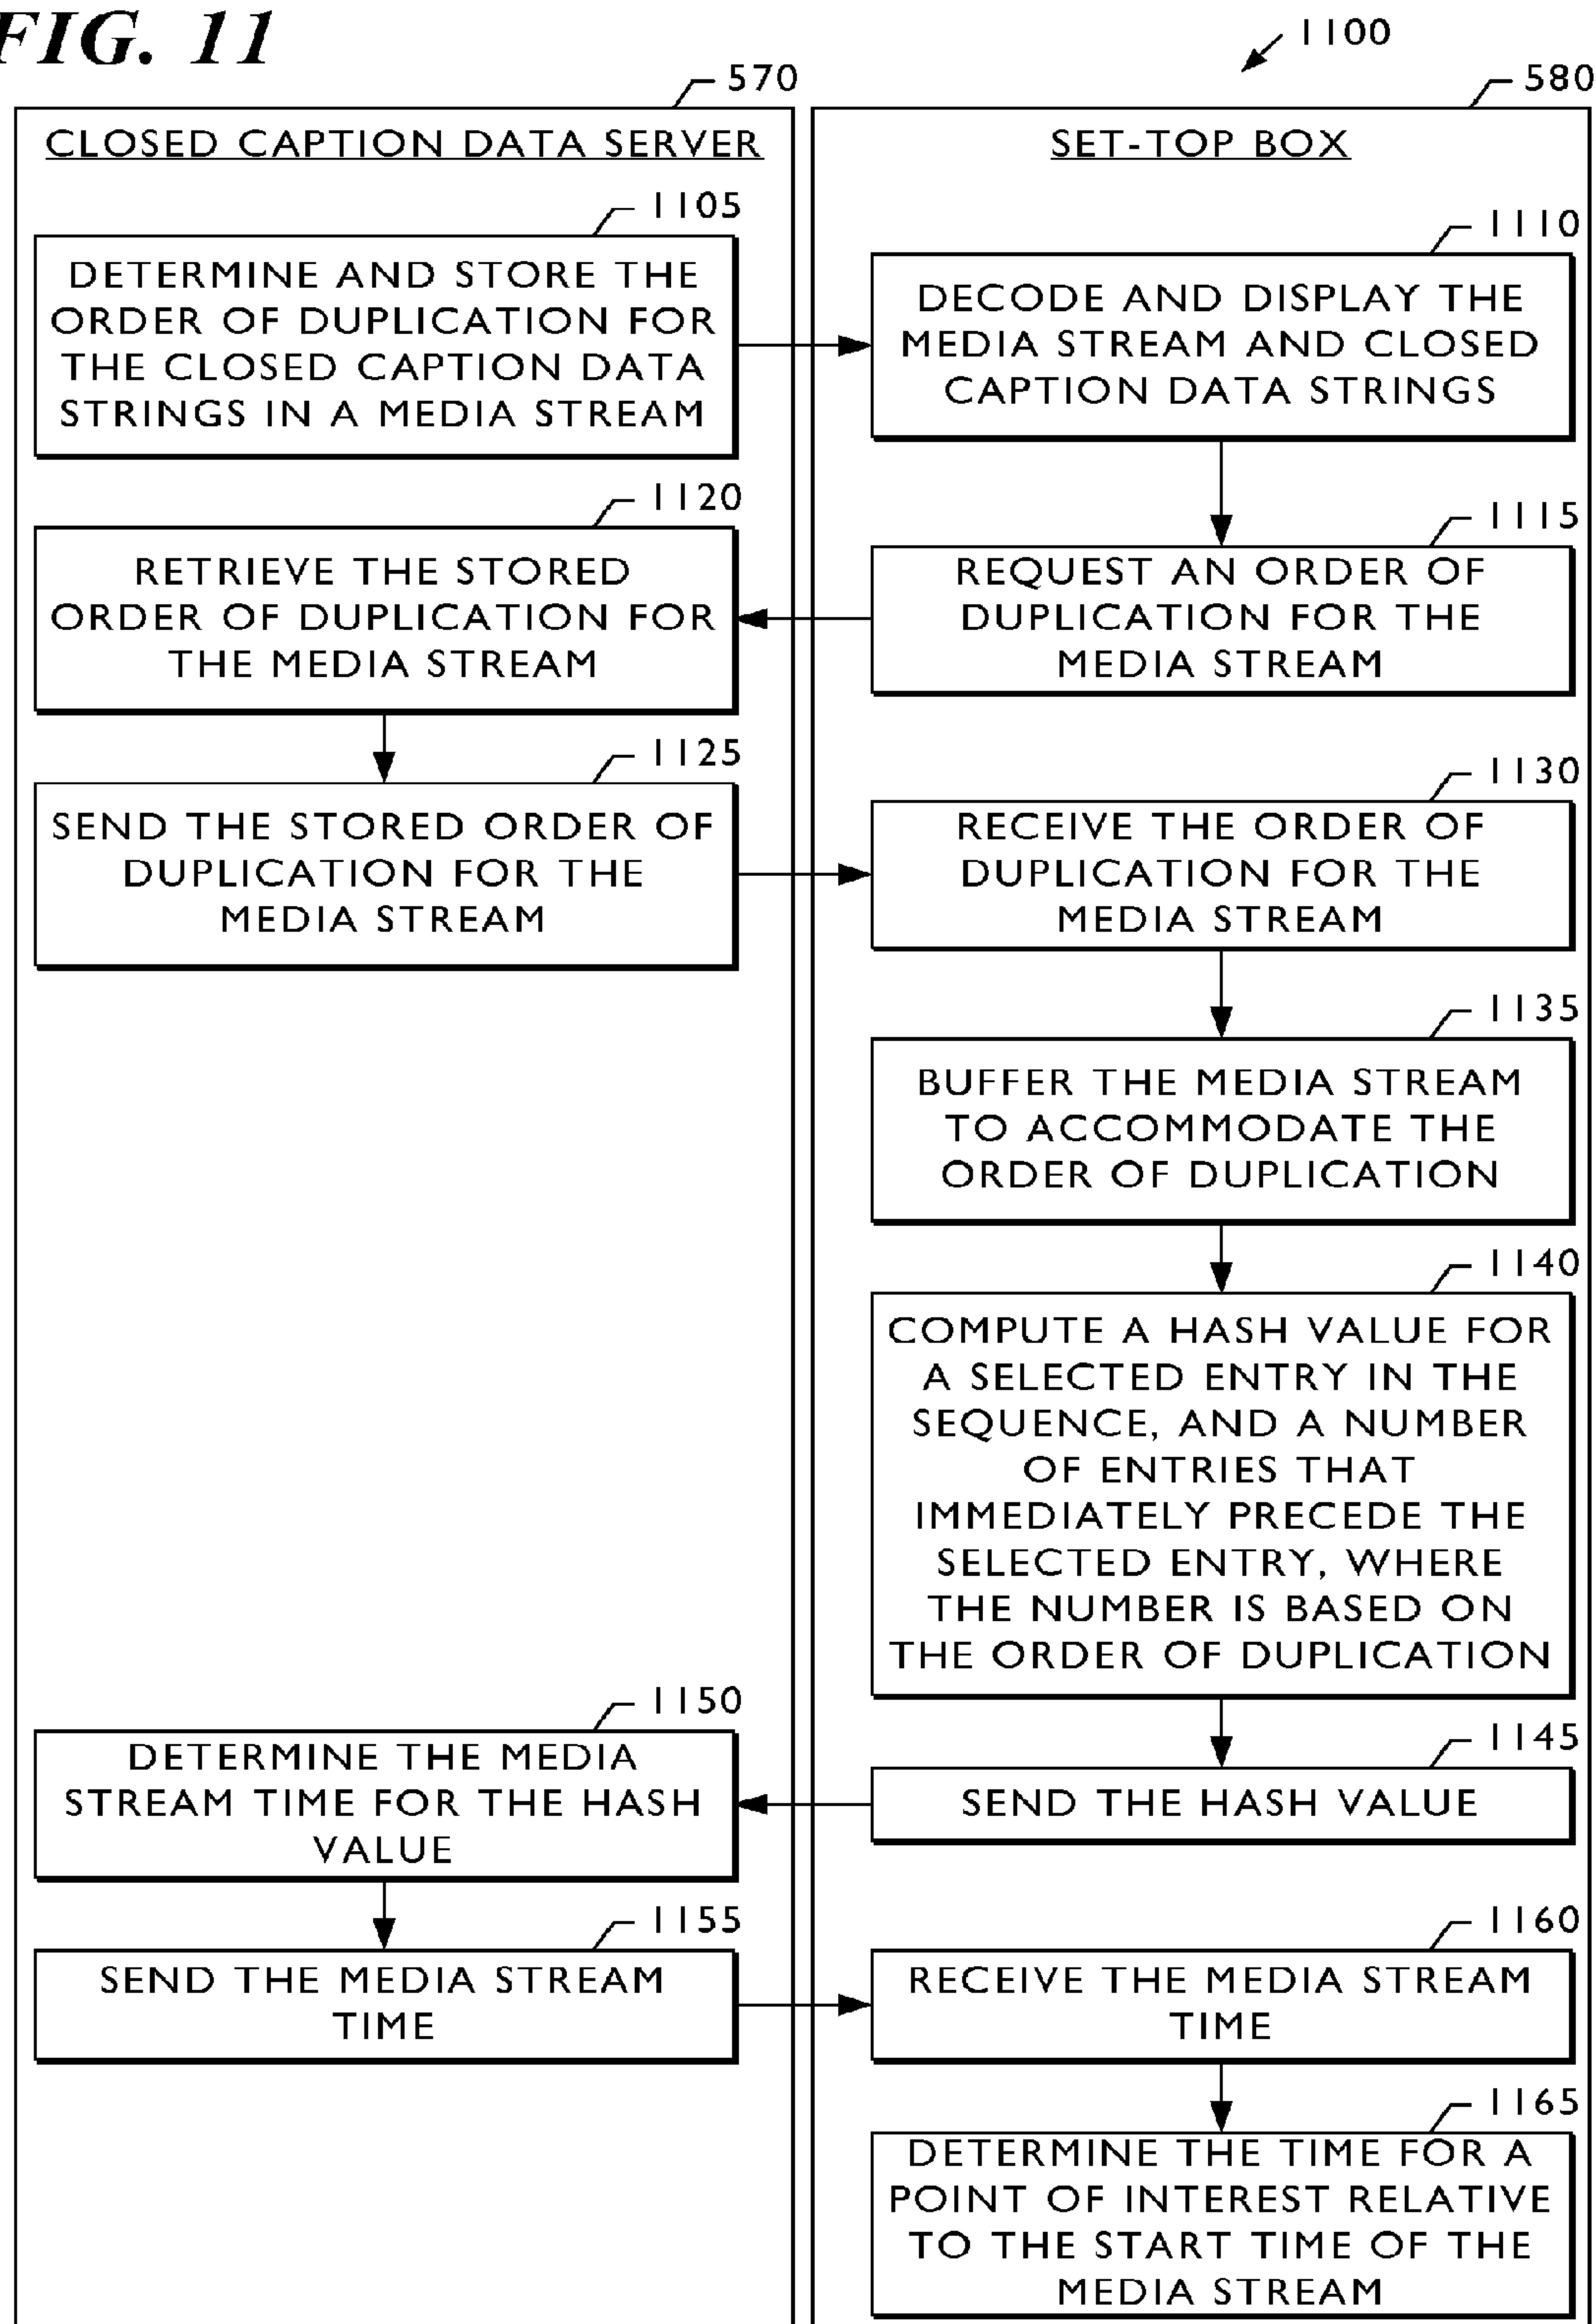 FIG. 11
1100
570
CLOSED CAPTION DATA SERVER
580
SET-TOP BOX
1105
DETERMINE AND STORE THE
ORDER OF DUPLICATION FOR
THE CLOSED CAPTION DATA
STRINGS IN A MEDIA STREAM
1110
DECODE AND DISPLAY THE
MEDIA STREAM AND CLOSED
CAPTION DATA STRINGS
1115
REQUEST AN ORDER OF
DUPLICATION FOR THE
MEDIA STREAM
1120
RETRIEVE THE STORED
ORDER OF DUPLICATION FOR
THE MEDIA STREAM
1125
SEND THE STORED ORDER OF
DUPLICATION FOR THE
MEDIA STREAM
1130
RECEIVE THE ORDER OF
DUPLICATION FOR THE
MEDIA STREAM
1135
BUFFER THE MEDIA STREAM
TO ACCOMMODATE THE
ORDER OF DUPLICATION
1140
COMPUTE A HASH VALUE FOR
A SELECTED ENTRY IN THE
SEQUENCE, AND A NUMBER
OF ENTRIES THAT
IMMEDIATELY PRECEDE THE
SELECTED ENTRY, WHERE
THE NUMBER IS BASED ON
THE ORDER OF DUPLICATION
1145
SEND THE HASH VALUE
1150
DETERMINE THE MEDIA
STREAM TIME FOR THE HASH
VALUE
1155
SEND THE MEDIA STREAM
TIME
1160
RECEIVE THE MEDIA STREAM
TIME
1165
DETERMINE THE TIME FOR A
POINT OF INTEREST RELATIVE
TO THE START TIME OF THE
MEDIA STREAM